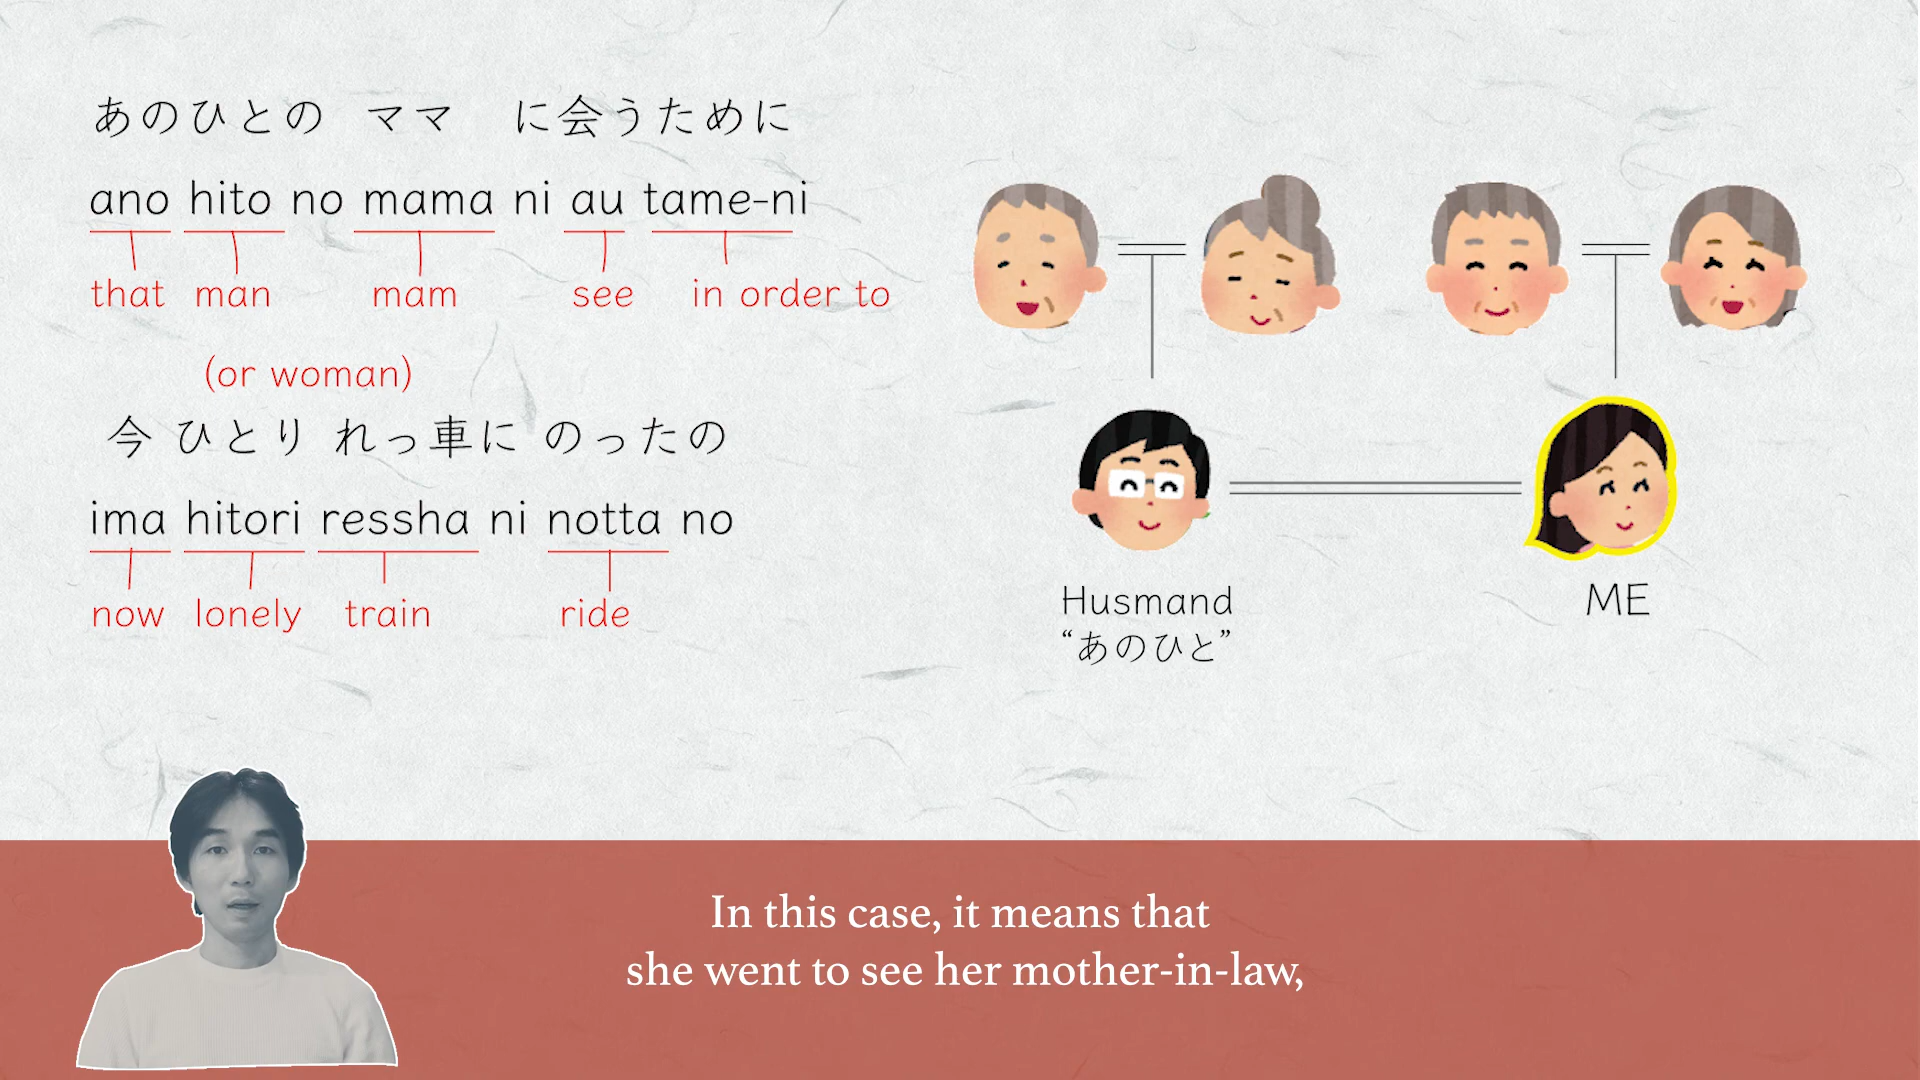 あのひとの ママ に会うために
ano hito no mama ni au tame-ni
that man mam see in order to
(or woman)
今 ひとり れっ車に のったの
ima hitori ressha ni notta no
now lonely train ride
Husmand
“あのひと”
ME
In this case, it means that
she went to see her mother-in-law,